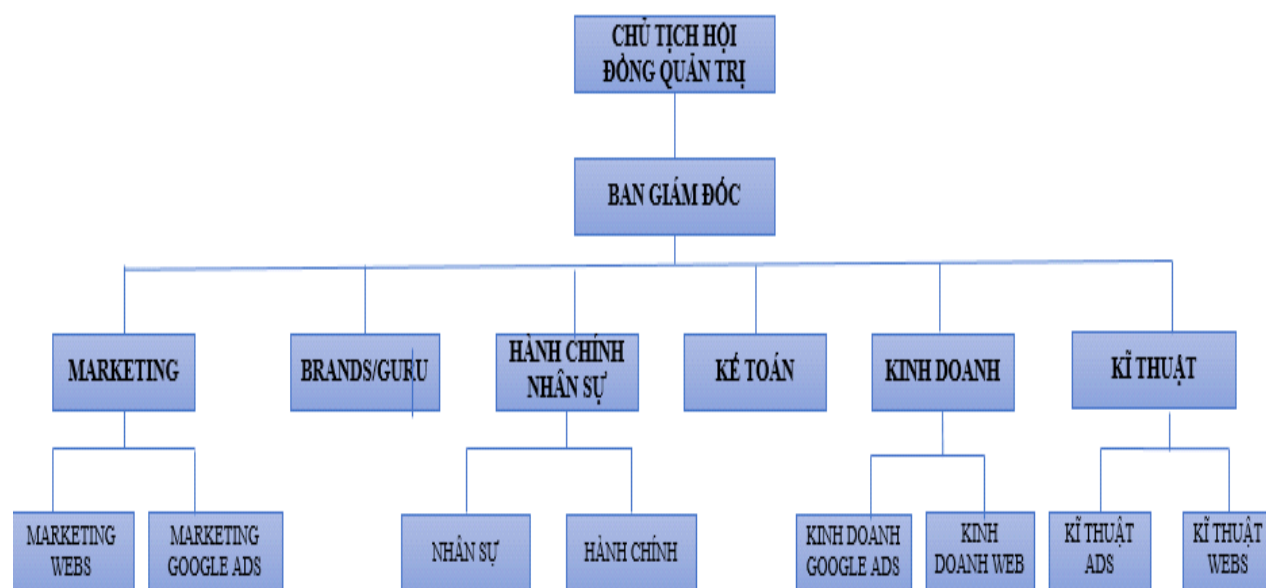 CHỦ TỊCH HỘI
ĐỒNG QUẢN TRỊ
BAN GIÁM ĐỐC
MARKETING
BRANDS/GURU
HÀNH CHÍNH
NHÂN SỰ
KẾ TOÁN
KINH DOANH
KĨ THUẬT
MARKETING
WEBS
MARKETING
GOOGLE ADS
NHÂN SỰ
HÀNH CHÍNH
KINH DOANH
GOOGLE ADS
KINH
DOANH WEB
KĨ THUẬT
ADS
KĨ THUẬT
WEBS